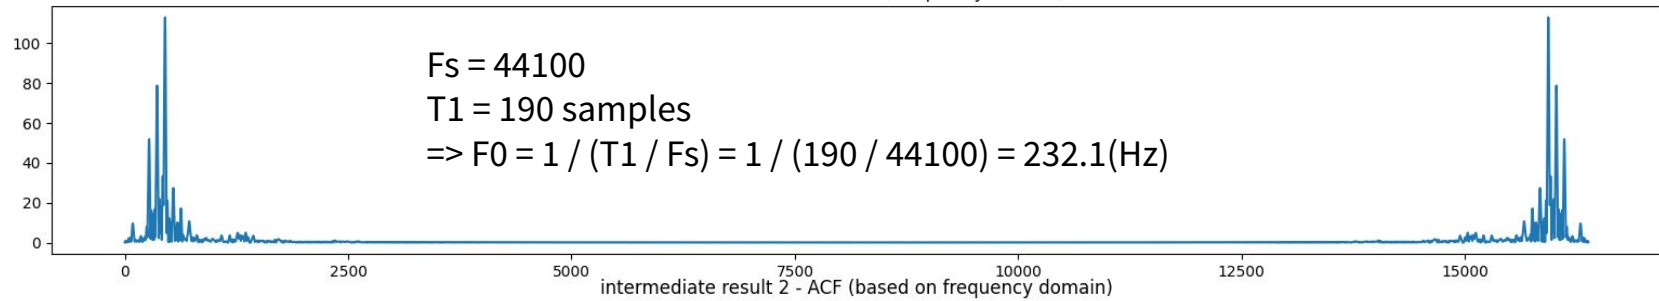 Fs = 44100
T1 = 190 samples
=> F0 = 1 / (T1 / Fs) = 1 / (190 / 44100) = 232.1(Hz)
100
80
60
40
20
0
0 2500 5000 7500 10000 12500 15000
intermediate result 2 - ACF (based on frequency domain)